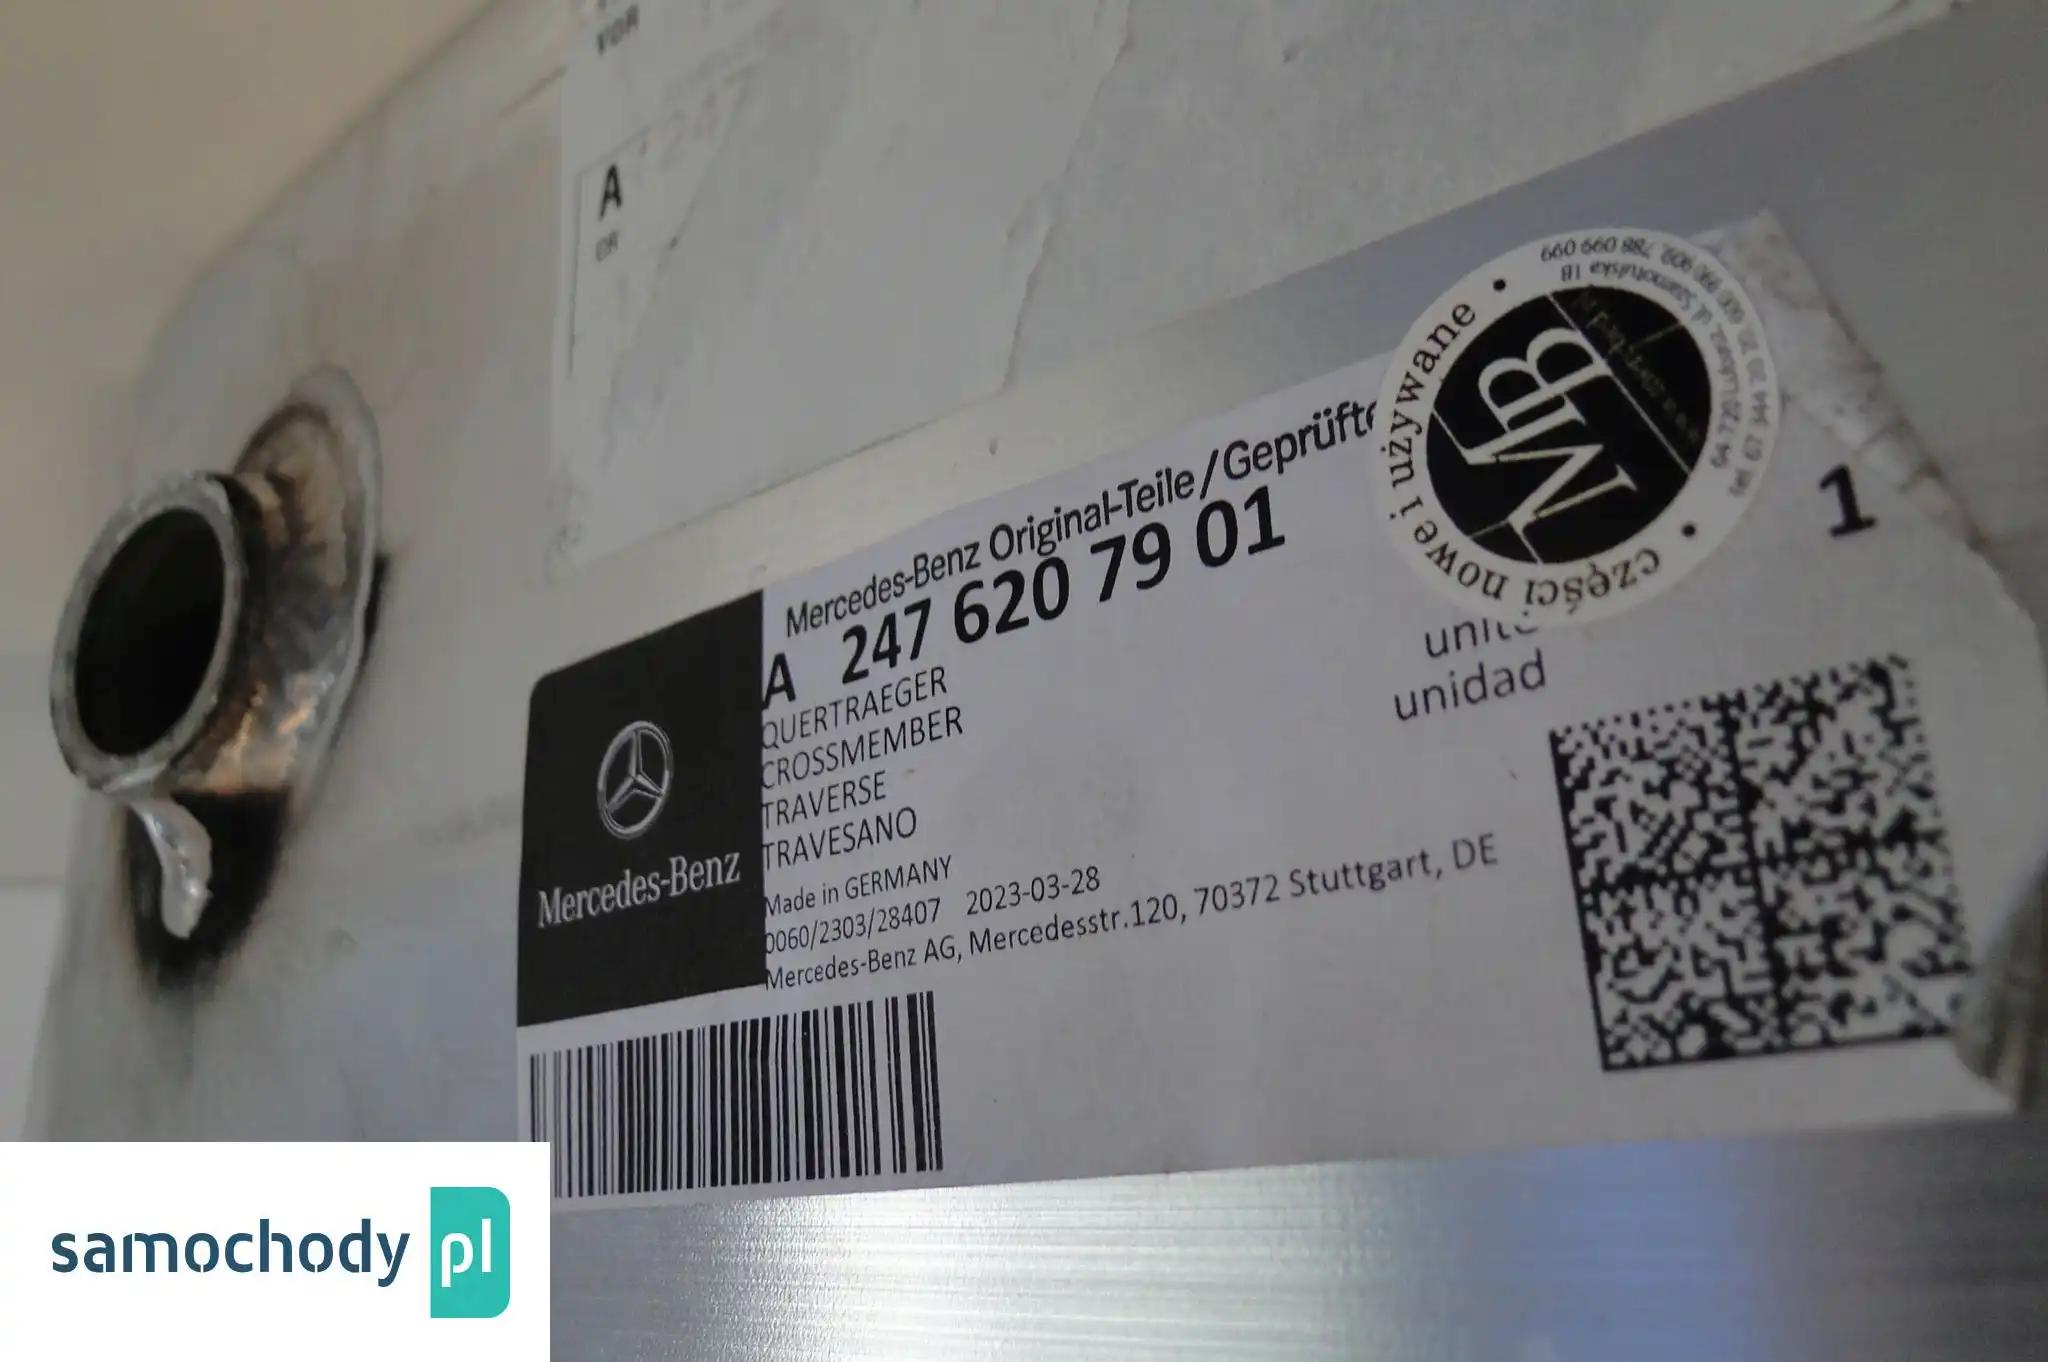 VOR
A
Mercedes-Benz Original-Teile/Geprüfte
A 247 620 79 01
QUERTRAEGER
CROSSMEMBER
TRAVERSE
TRAVESANO
Made in GERMANY
0060/2303/28407 2023-03-28
Mercedes-Benz AG, Mercedesstr.120, 70372 Stuttgart, DE
Mercedes-Benz
1
unidad
części nowe i używane
MB
samochody pl